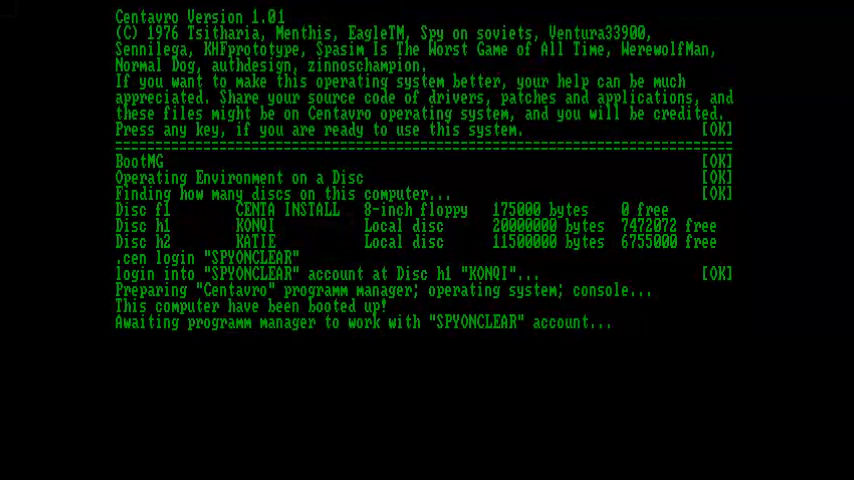 Centavro Version 1.01
(C) 1976 Tsitharia, Menthis, EagleTM, Spy on soviets, Ventura33900,
Sennilega, KHFprototype, Spasim Is The Worst Game of All Time, WerewolfMan,
Normal Dog, authdesign, zinnoschampion.
If you want to make this operating system better, your help can be much
appreciated. Share your source code of drivers, patches and applications, and
these files might be on Centavro operating system, and you will be credited.
Press any key, if you are ready to use this system. [OK]
=============================================================================
BootMG [OK]
Operating Environment on a Disc [OK]
Finding how many discs on this computer... [OK]
Disc f1 CENTA INSTALL 8-inch floppy 175000 bytes 0 free
Disc h1 KONQI Local disc 20000000 bytes 7472072 free
Disc h2 KATIE Local disc 11500000 bytes 6755000 free
.cen login "SPYONCLEAR"
login into "SPYONCLEAR" account at Disc h1 "KONQI"... [OK]
Preparing "Centavro" programm manager; operating system; console...
This computer have been booted up!
Awaiting programm manager to work with "SPYONCLEAR" account...